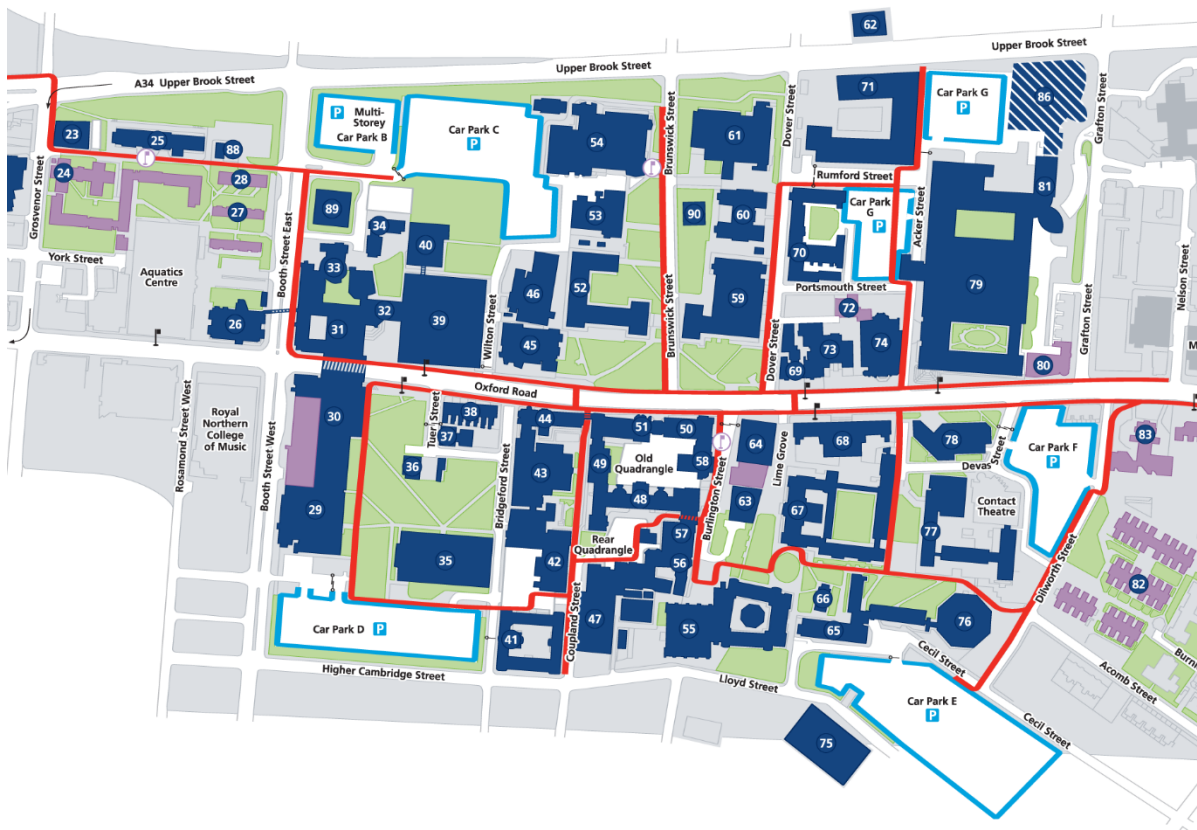 62
Upper Brook Street
Upper Brook Street
A34 Upper Brook Street
71
86
Car Park G
P
Grafton Street
P
Multi-
Storey
Car Park B
Car Park C
P
54
61
Dover Street
Brunswick Street
23
25
88
24
28
27
Grosvenor Street
York Street
Aquatics
Centre
26
Booth Street East
89
34
40
33
32
31
39
53
90
60
Rumford Street
Car Park
G
P
70
Acker Street
81
Portsmouth Street
46
52
59
79
45
Wilton Street
Brunswick Street
72
73
74
69
Dover Street
80
Grafton Street
Nelson Street
M
Oxford Road
Rosamond Street West
Royal
Northern
College
of Music
Booth Street West
30
29
Tuer Street
38
37
36
35
Bridgeford Street
44
43
42
51
50
49
Old
Quadrangle
58
48
Rear
Quadrangle
57
56
Burlington Street
64
63
Lime Grove
68
67
78
Devas Street
Contact
Theatre
77
Car Park F
P
83
82
Dilworth Street
Car Park D P
41
Coupland Street
47
55
66
65
76
Higher Cambridge Street
Lloyd Street
Cecil Street
Car Park E
P
Cecil Street
75
Acomb Street
Burn